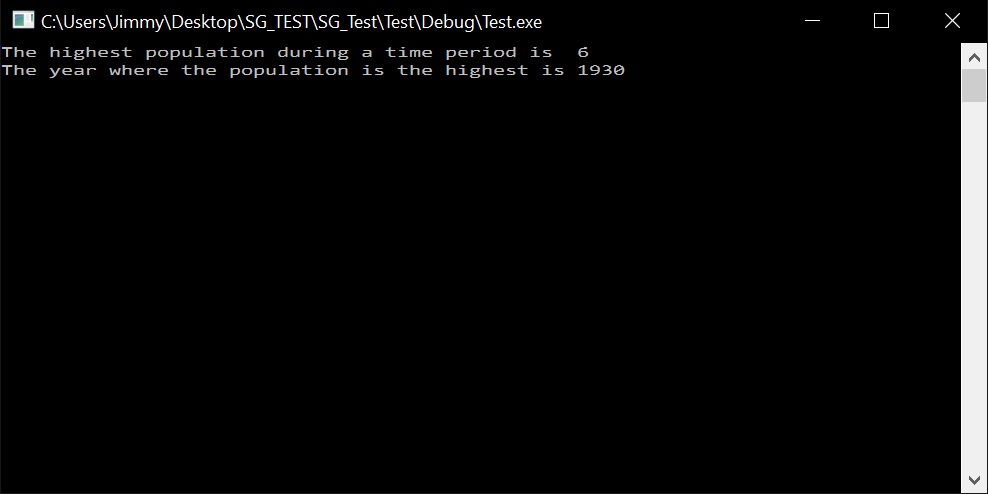 C:\Users\Jimmy\Desktop\SG_TEST\SG_Test\Test\Debug\Test.exe
The highest population during a time period is  6
The year where the population is the highest is 1930